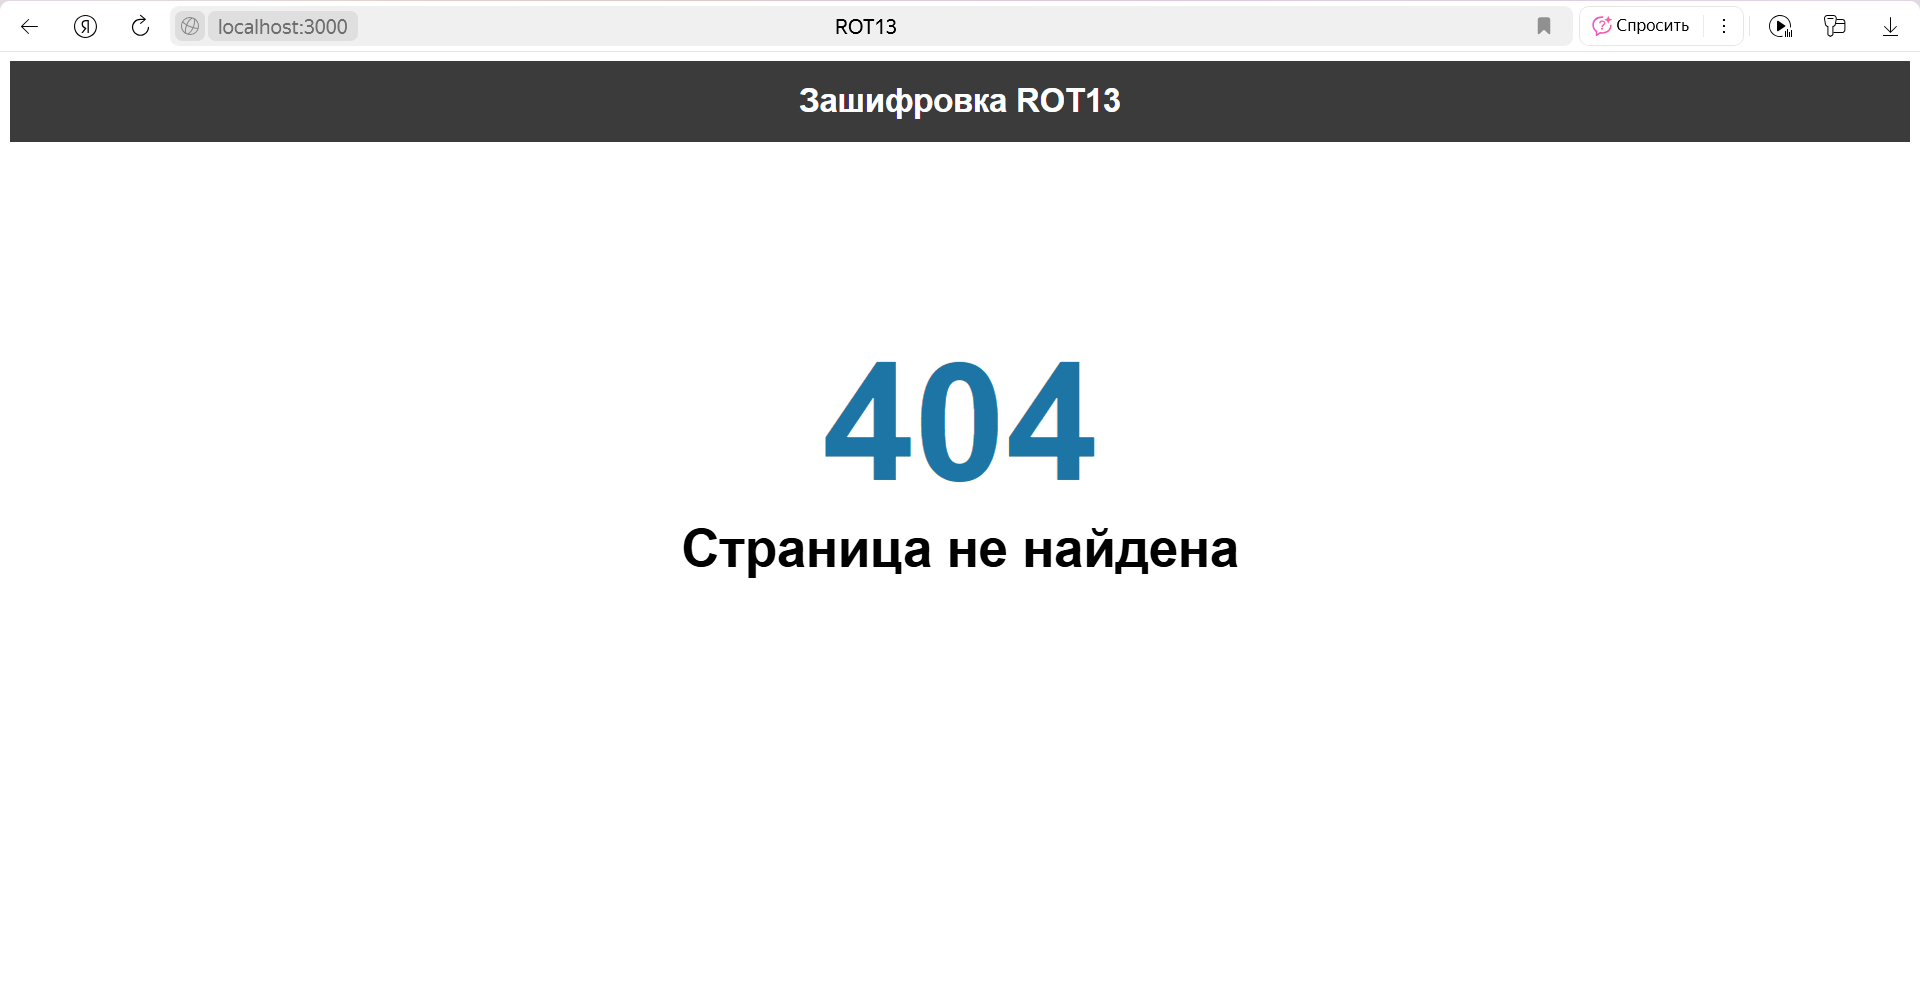 localhost:3000
ROT13
Спросить
Зашифровка ROT13
404
Страница не найдена